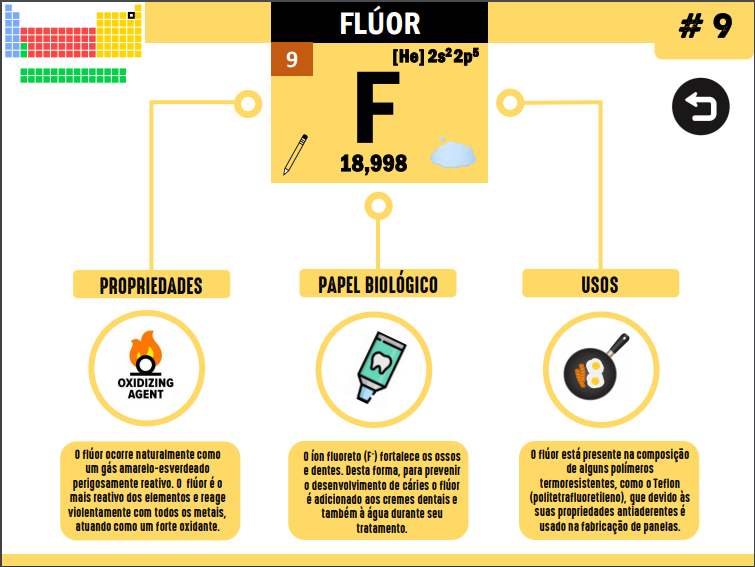 FLÚOR
# 9
9
[He] 2s² 2p⁵
F
18,998
PROPRIEDADES
PAPEL BIOLÓGICO
USOS
OXIDIZING
AGENT
O flúor ocorre naturalmente como
um gás amarelo-esverdeado
perigosamente reativo. O flúor é o
mais reativo dos elementos e reage
violentamente com todos os metais,
atuando como um forte oxidante.
O íon fluoreto (F⁻) fortalece os ossos
e dentes. Desta forma, para prevenir
o desenvolvimento de cáries o flúor
é adicionado aos cremes dentais e
também à água durante seu
tratamento.
O flúor está presente na composição
de alguns polímeros
termoresistentes, como o Teflon
(politetrafluoretileno), que devido às
suas propriedades antiaderentes é
usado na fabricação de panelas.